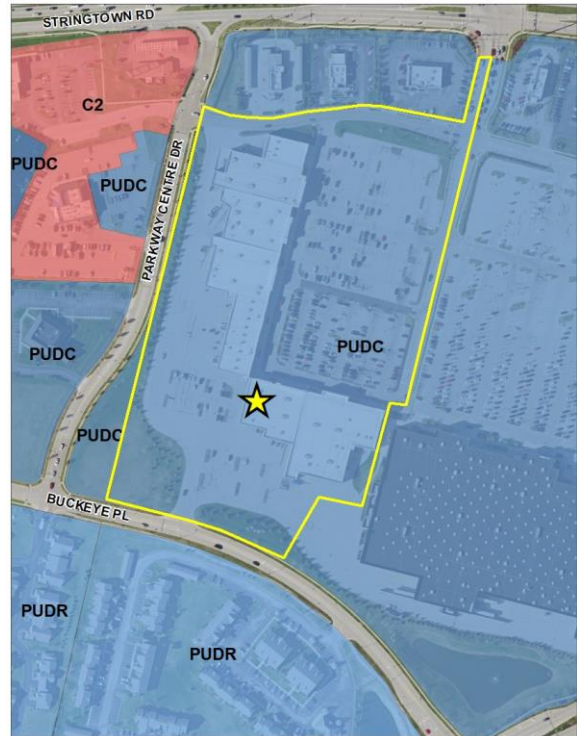 STRINGTOWN RD
C2
PUDC
PUDC
PARKWAY CENTRE DR
PUDC
PUDC
PUDC
BUCKEYE PL
PUDR
PUDR